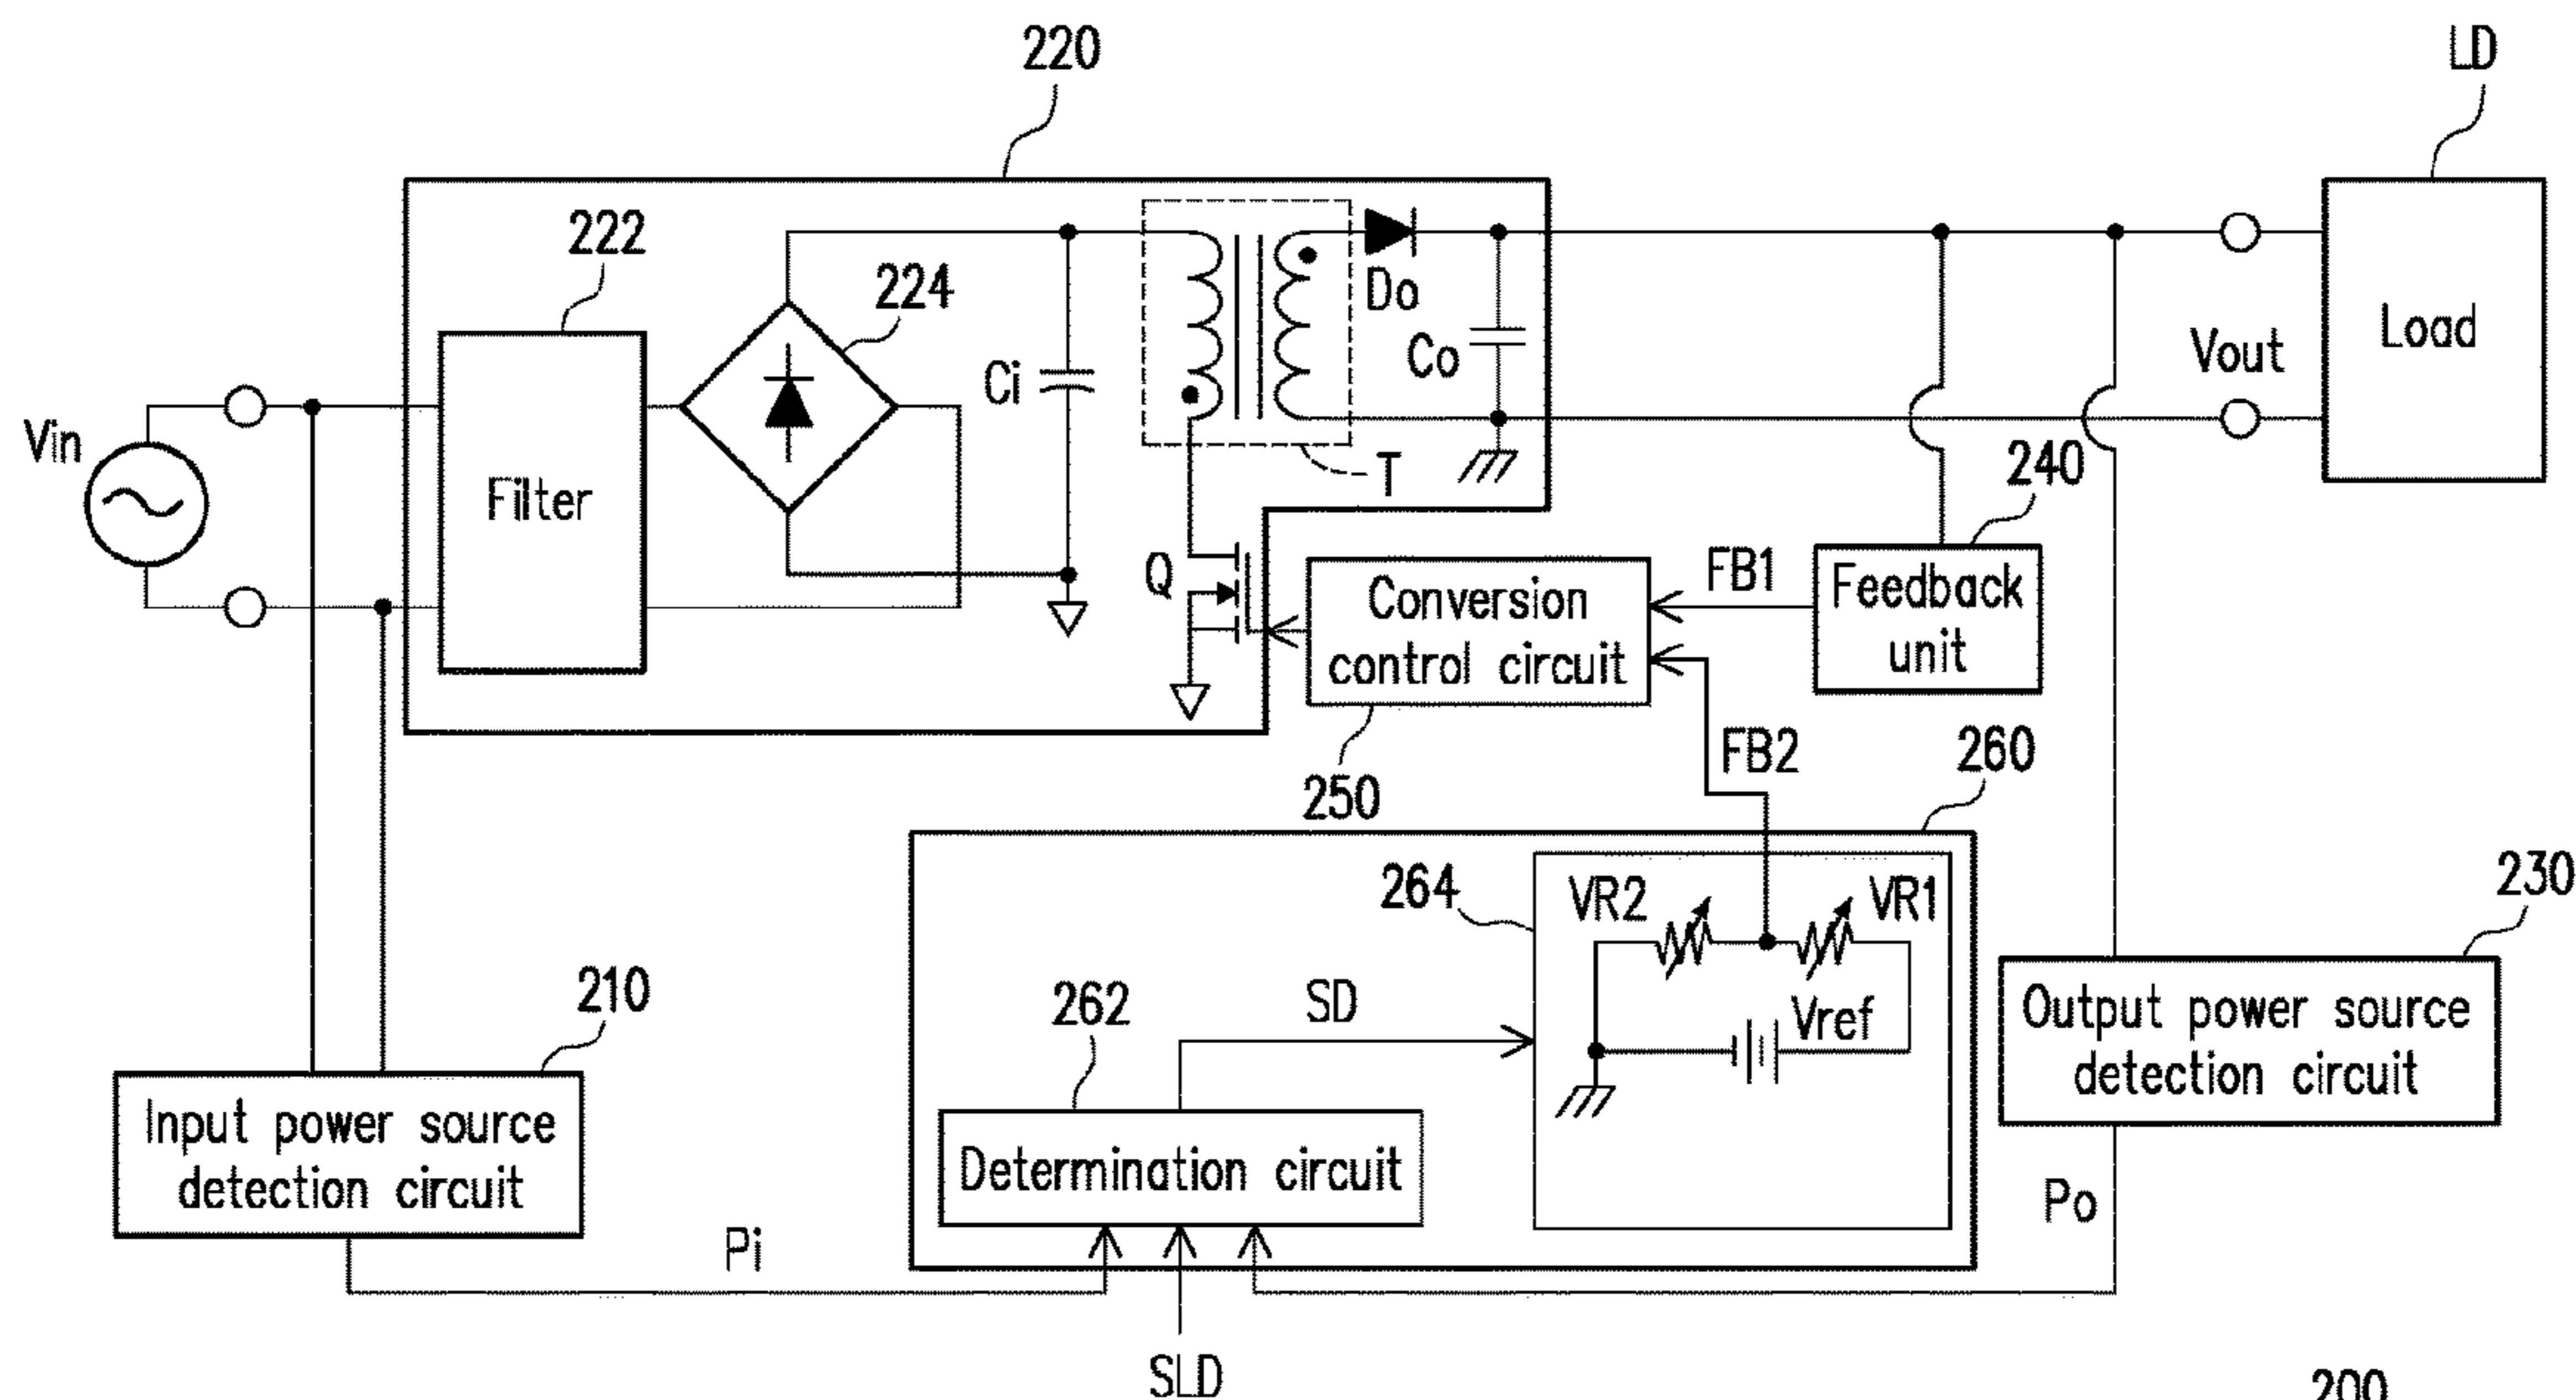 220
LD
222
224
Do
Load
Ci
Co
Vout
Vin
Filter
T
240
Q
Conversion
control circuit
FB1
Feedback
unit
FB2
250
260
264
VR2
VR1
230
210
262
SD
Vref
Output power source
detection circuit
Input power source
detection circuit
Determination circuit
Pi
Po
SLD
200